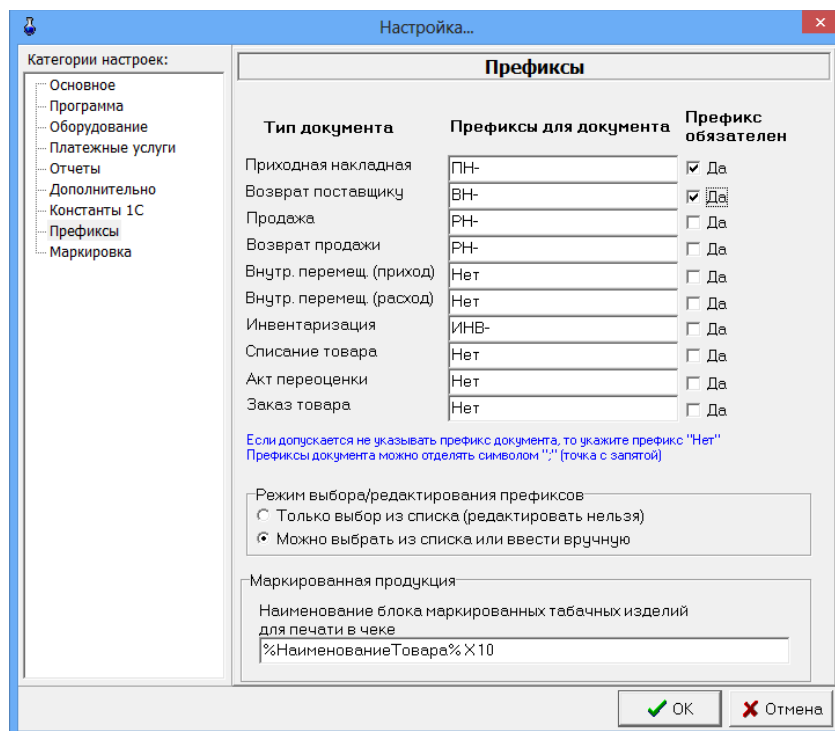 Настройка...
Категории настроек:
Основное
Программа
Оборудование
Платежные услуги
Отчеты
Дополнительно
Константы 1С
Префиксы
Маркировка
Префиксы
Тип документа Префиксы для документа Префикс обязателен
Приходная накладная ПН- Да
Возврат поставщику ВН- Да
Продажа РН- Да
Возврат продажи РН- Да
Внутр. перемещ. (приход) Нет Да
Внутр. перемещ. (расход) Нет Да
Инвентаризация ИНВ- Да
Списание товара Нет Да
Акт переоценки Нет Да
Заказ товара Нет Да
Если допускается не указывать префикс документа, то укажите префикс "Нет"
Префиксы документа можно отделять символом ";" (точка с запятой)
Режим выбора/редактирования префиксов
Только выбор из списка (редактировать нельзя)
Можно выбрать из списка или ввести вручную
Маркированная продукция
Наименование блока маркированных табачных изделий
для печати в чеке
%НаименованиеТовара% X10
OK Отмена